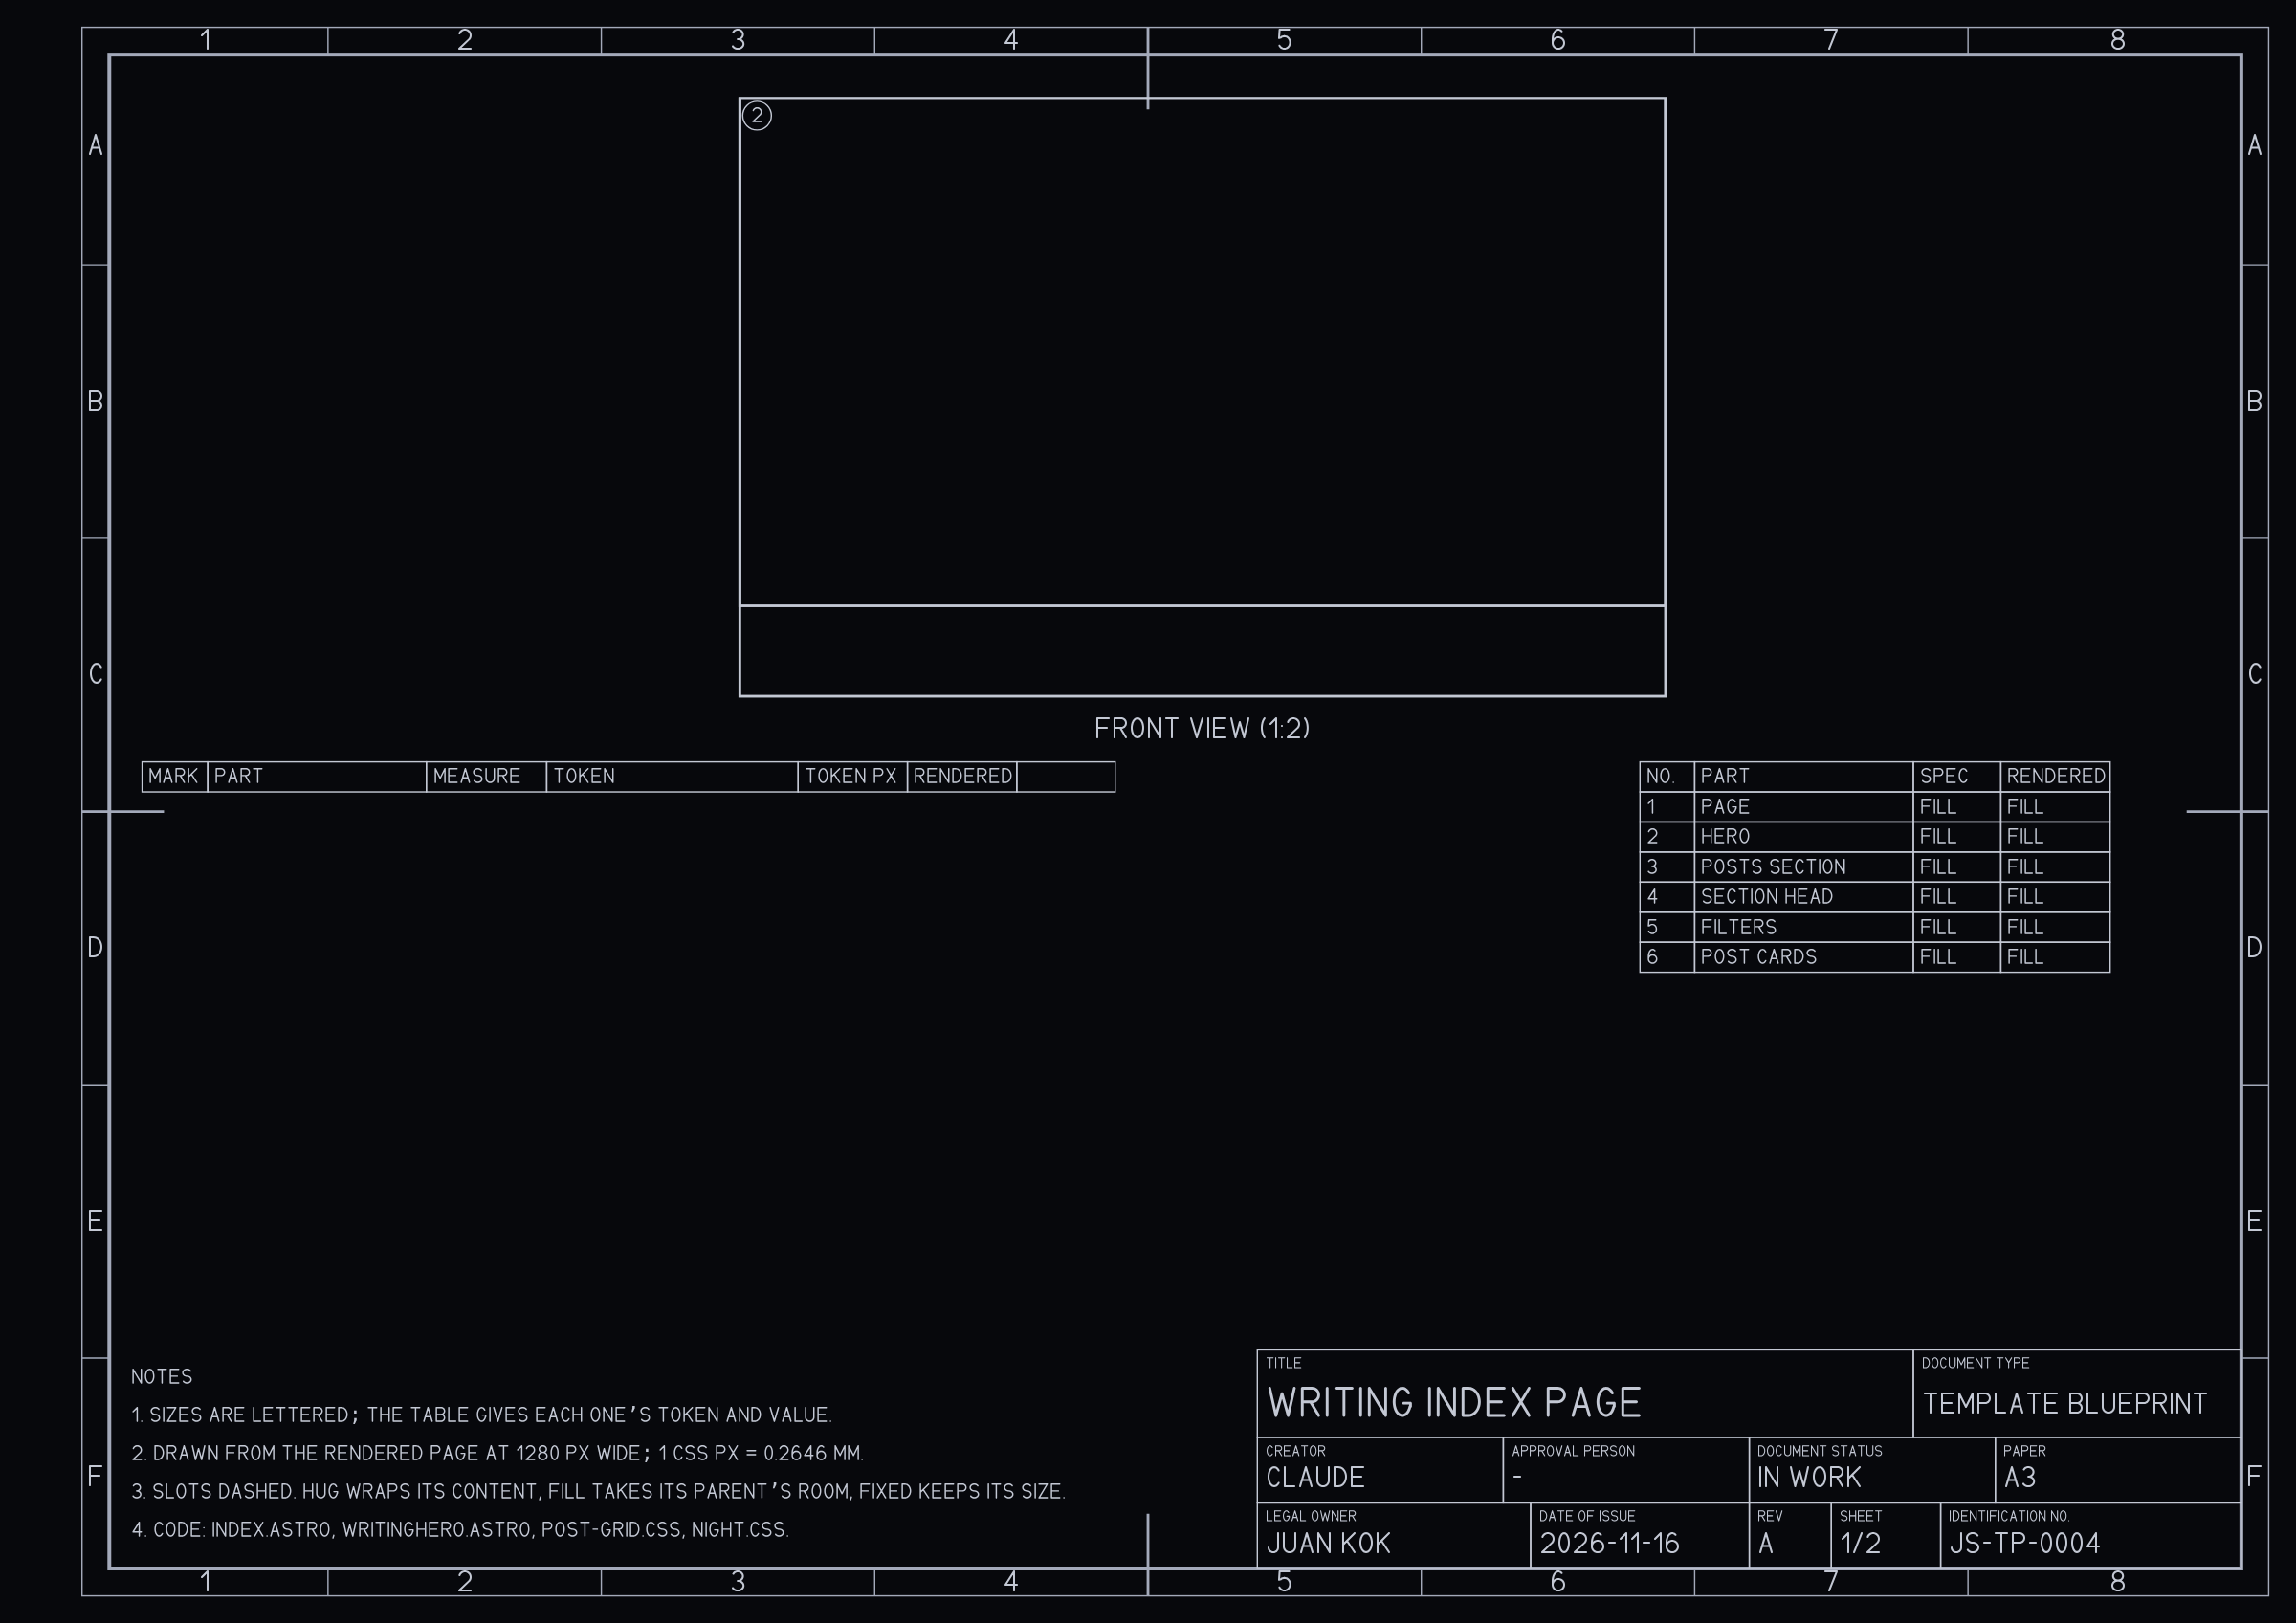 1 2 3 4 5 6 7 8
A A
2
B B
C C
FRONT VIEW (1:2)
MARK PART MEASURE TOKEN TOKEN PX RENDERED
NO. PART SPEC RENDERED
1 PAGE FILL FILL
2 HERO FILL FILL
3 POSTS SECTION FILL FILL
4 SECTION HEAD FILL FILL
5 FILTERS FILL FILL
6 POST CARDS FILL FILL
D D
E E
F F
NOTES
1. SIZES ARE LETTERED; THE TABLE GIVES EACH ONE'S TOKEN AND VALUE.
2. DRAWN FROM THE RENDERED PAGE AT 1280 PX WIDE; 1 CSS PX = 0.2646 MM.
3. SLOTS DASHED. HUG WRAPS ITS CONTENT, FILL TAKES ITS PARENT'S ROOM, FIXED KEEPS ITS SIZE.
4. CODE: INDEX.ASTRO, WRITINGHERO.ASTRO, POST-GRID.CSS, NIGHT.CSS.
TITLE
WRITING INDEX PAGE
DOCUMENT TYPE
TEMPLATE BLUEPRINT
CREATOR
CLAUDE
APPROVAL PERSON
-
DOCUMENT STATUS
IN WORK
PAPER
A3
LEGAL OWNER
JUAN KOK
DATE OF ISSUE
2026-11-16
REV
A
SHEET
1/2
IDENTIFICATION NO.
JS-TP-0004
1 2 3 4 5 6 7 8